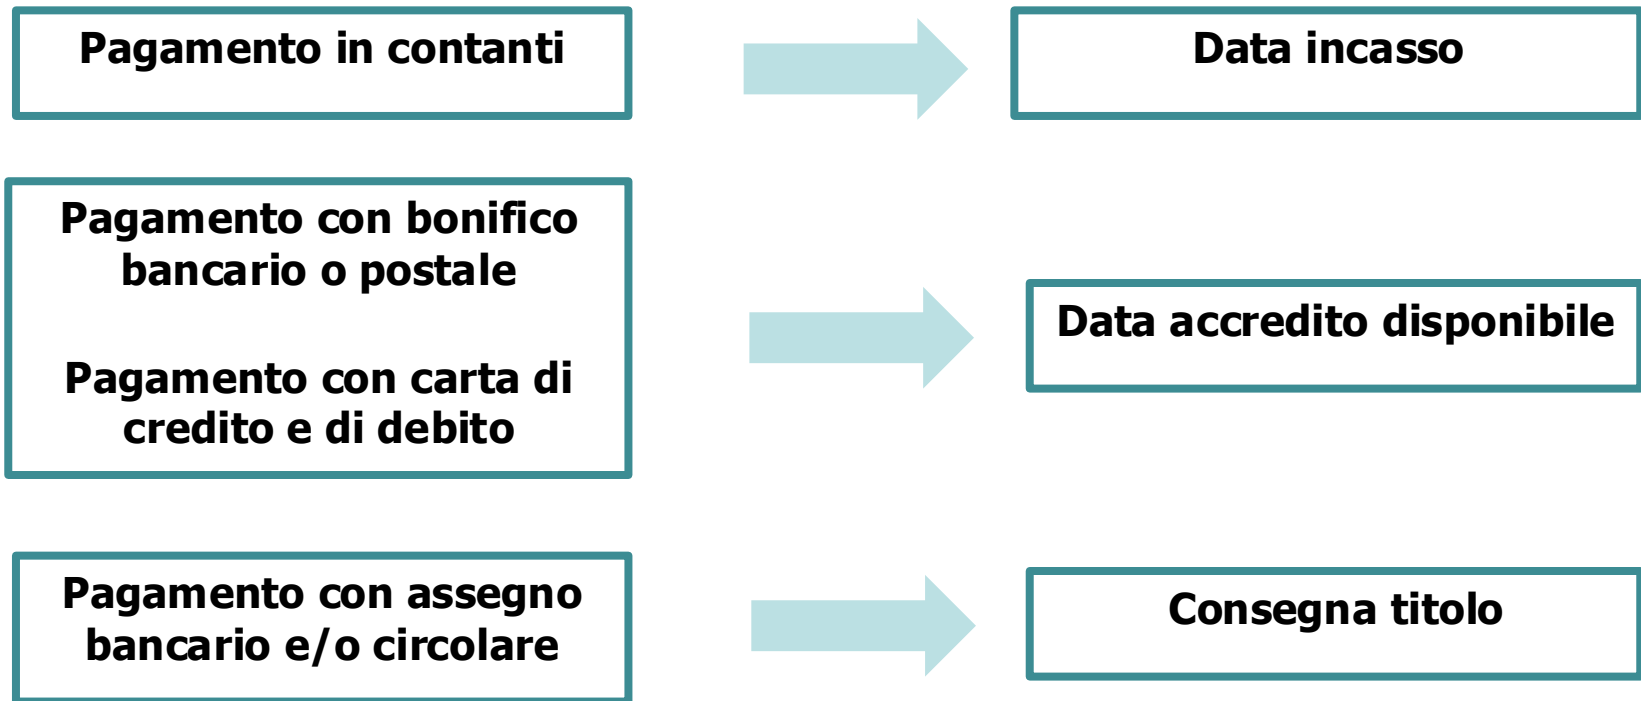 Pagamento in contanti
Data incasso
Pagamento con bonifico
bancario o postale
Pagamento con carta di
credito e di debito
Data accredito disponibile
Pagamento con assegno
bancario e/o circolare
Consegna titolo